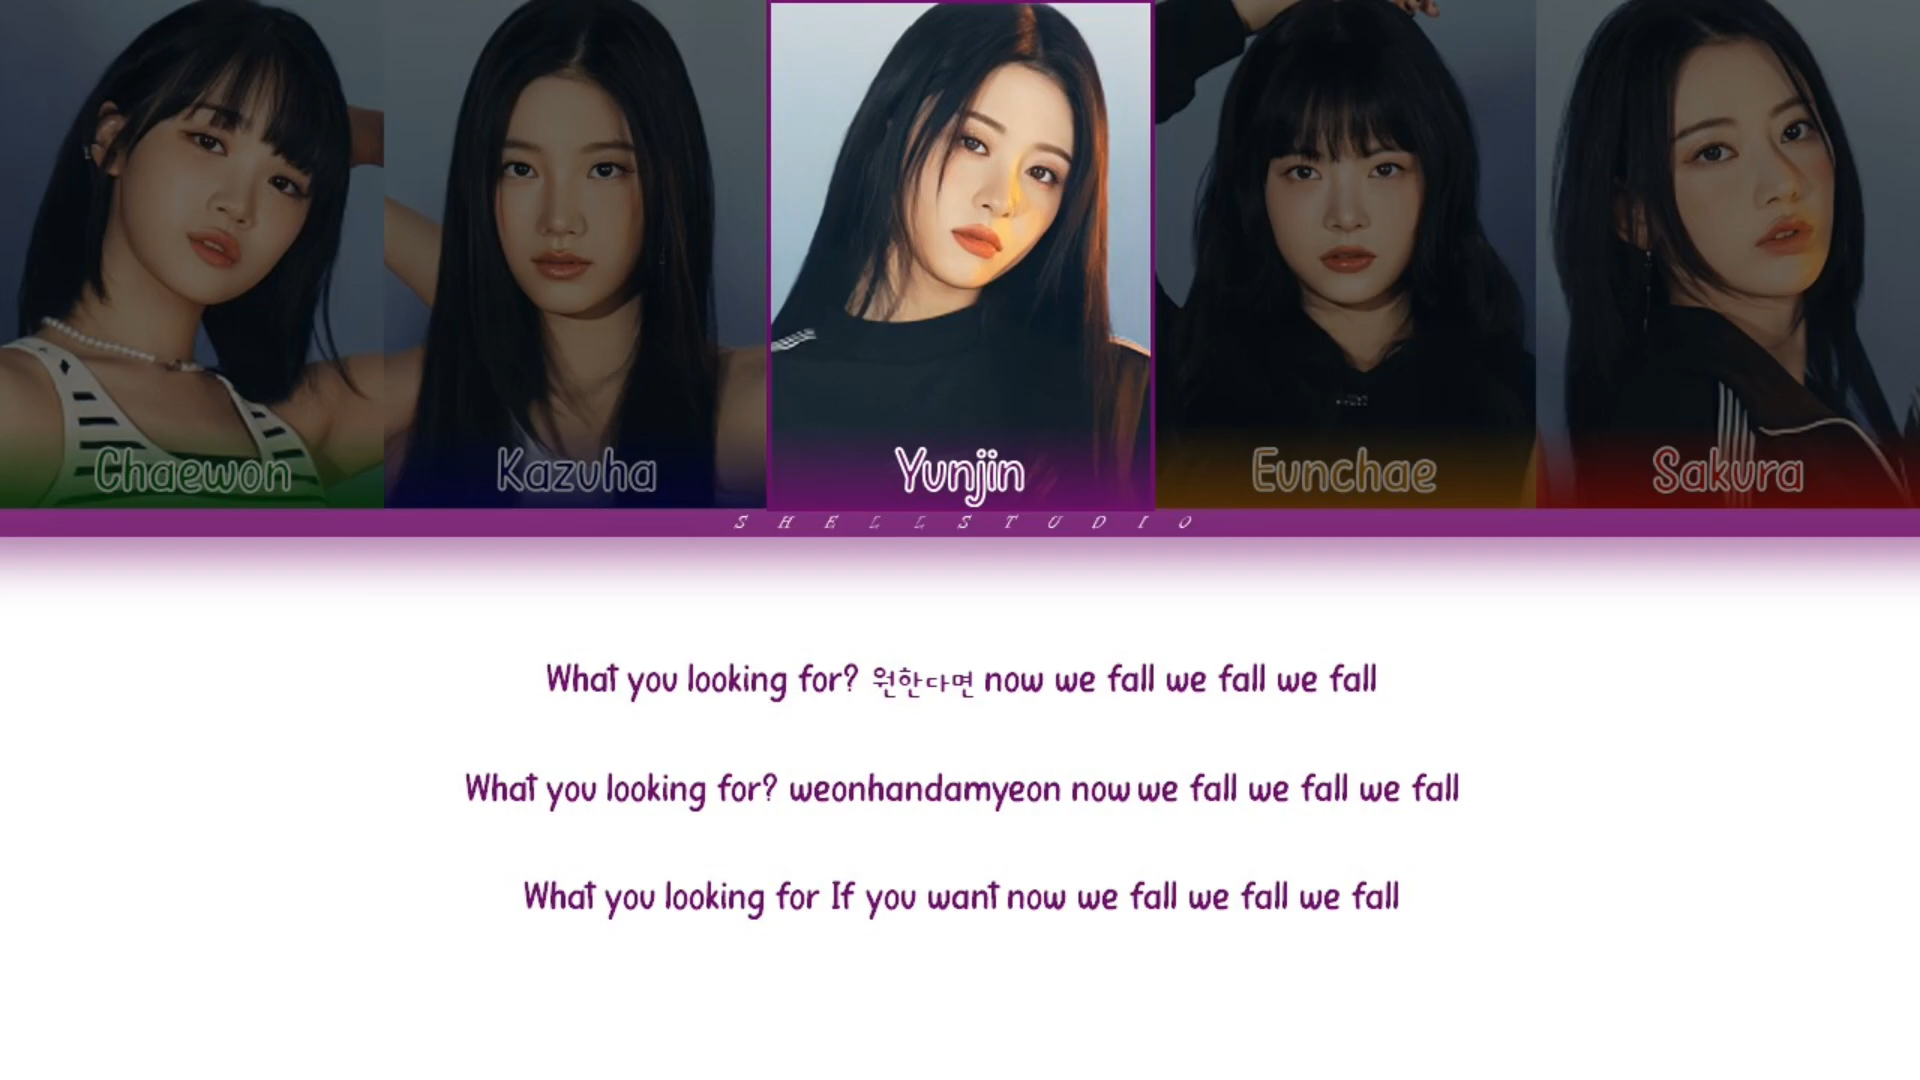 Chaewon Kazuha Yunjin Eunchae Sakura
SHELLSTUDIO
What you looking for? 원한다면 now we fall we fall we fall
What you looking for? weonhandamyeon now we fall we fall we fall
What you looking for If you want now we fall we fall we fall